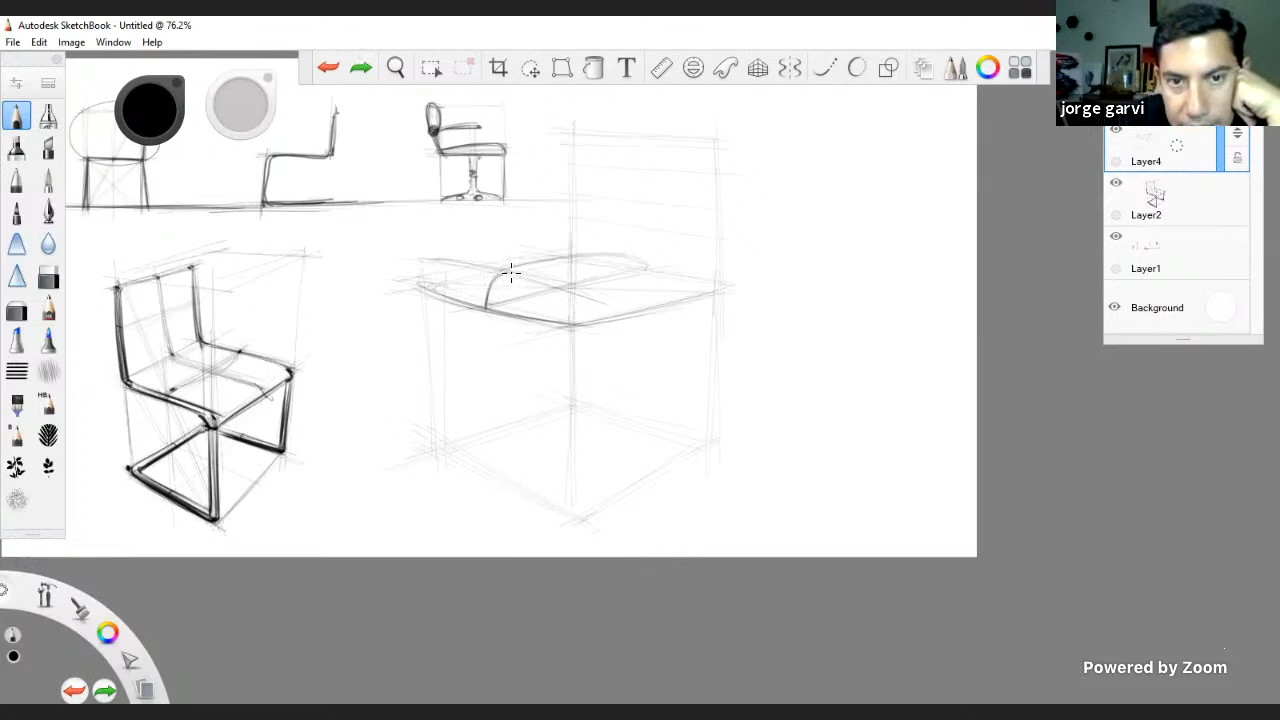 Autodesk SketchBook - Untitled @ 76.2%
File Edit Image Window Help
jorge garvi
Layer4
Layer2
Layer1
Background
HB
B
Powered by Zoom